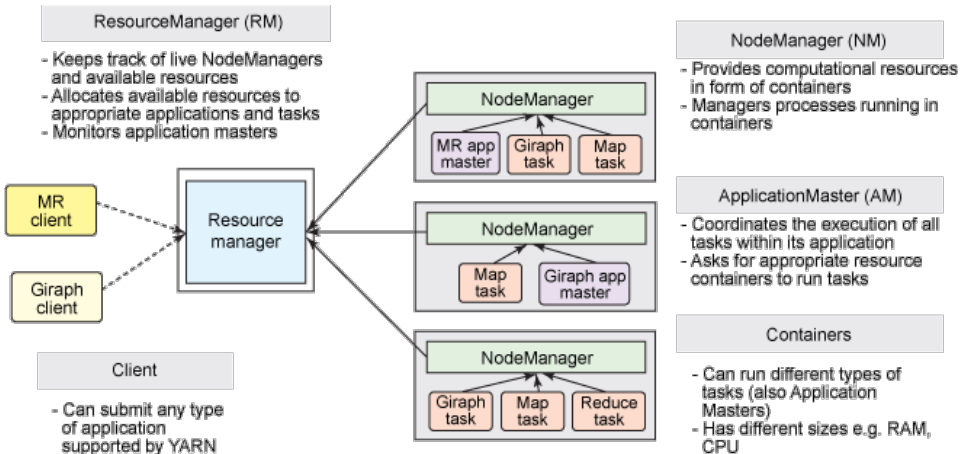 ResourceManager (RM)
- Keeps track of live NodeManagers
and available resources
- Allocates available resources to
appropriate applications and tasks
- Monitors application masters
MR
client
Giraph
client
Resource
manager
Client
- Can submit any type
of application
supported by YARN
NodeManager
MR app
master
Giraph
task
Map
task
NodeManager
Map
task
Giraph app
master
NodeManager
Giraph
task
Map
task
Reduce
task
NodeManager (NM)
- Provides computational resources
in form of containers
- Managers processes running in
containers
ApplicationMaster (AM)
- Coordinates the execution of all
tasks within its application
- Asks for appropriate resource
containers to run tasks
Containers
- Can run different types of
tasks (also Application
Masters)
- Has different sizes e.g. RAM,
CPU